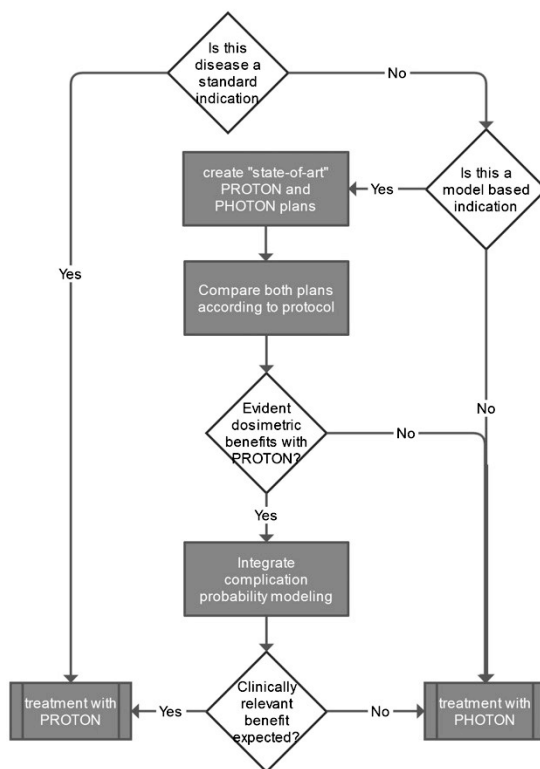 Is this
disease a
standard
indication
No
Is this a
model based
indication
Yes
create "state-of-art"
PROTON and
PHOTON plans
Yes
Compare both plans
according to protocol
No
Evident
dosimetric
benefits with
PROTON?
No
Yes
Integrate
complication
probability modeling
treatment with
PROTON
Yes
Clinically
relevant
benefit
expected?
No
treatment with
PHOTON